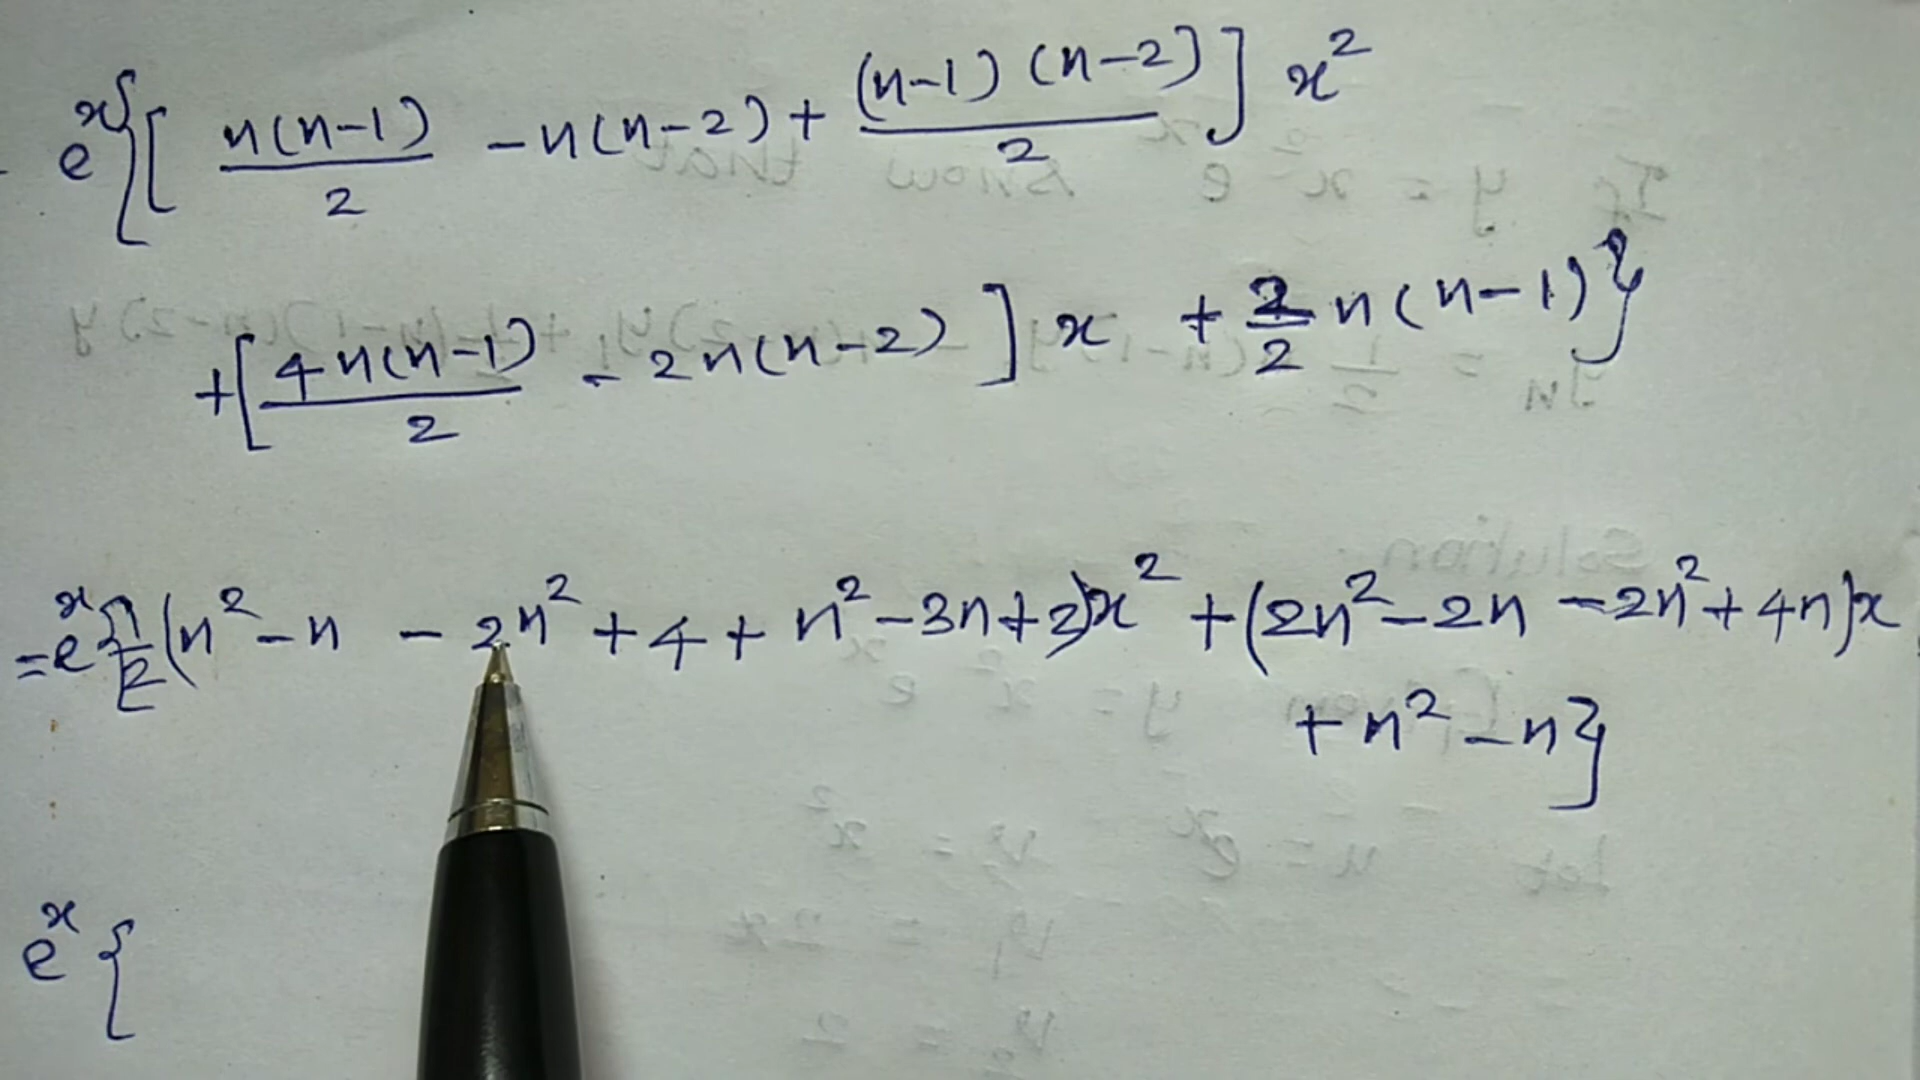 e^x{[ n(n-1)/2 - n(n-2) + (n-1)(n-2)/2 ] x^2
+[ 4n(n-1)/2 - 2n(n-2) ] x + 2/2 n(n-1)}
= e^x{1/2(n^2 - n - 2n^2 + 4 + n^2 - 3n + 2)x^2 + (2n^2 - 2n - 2n^2 + 4n)x
+ n^2 - n}
e^x {